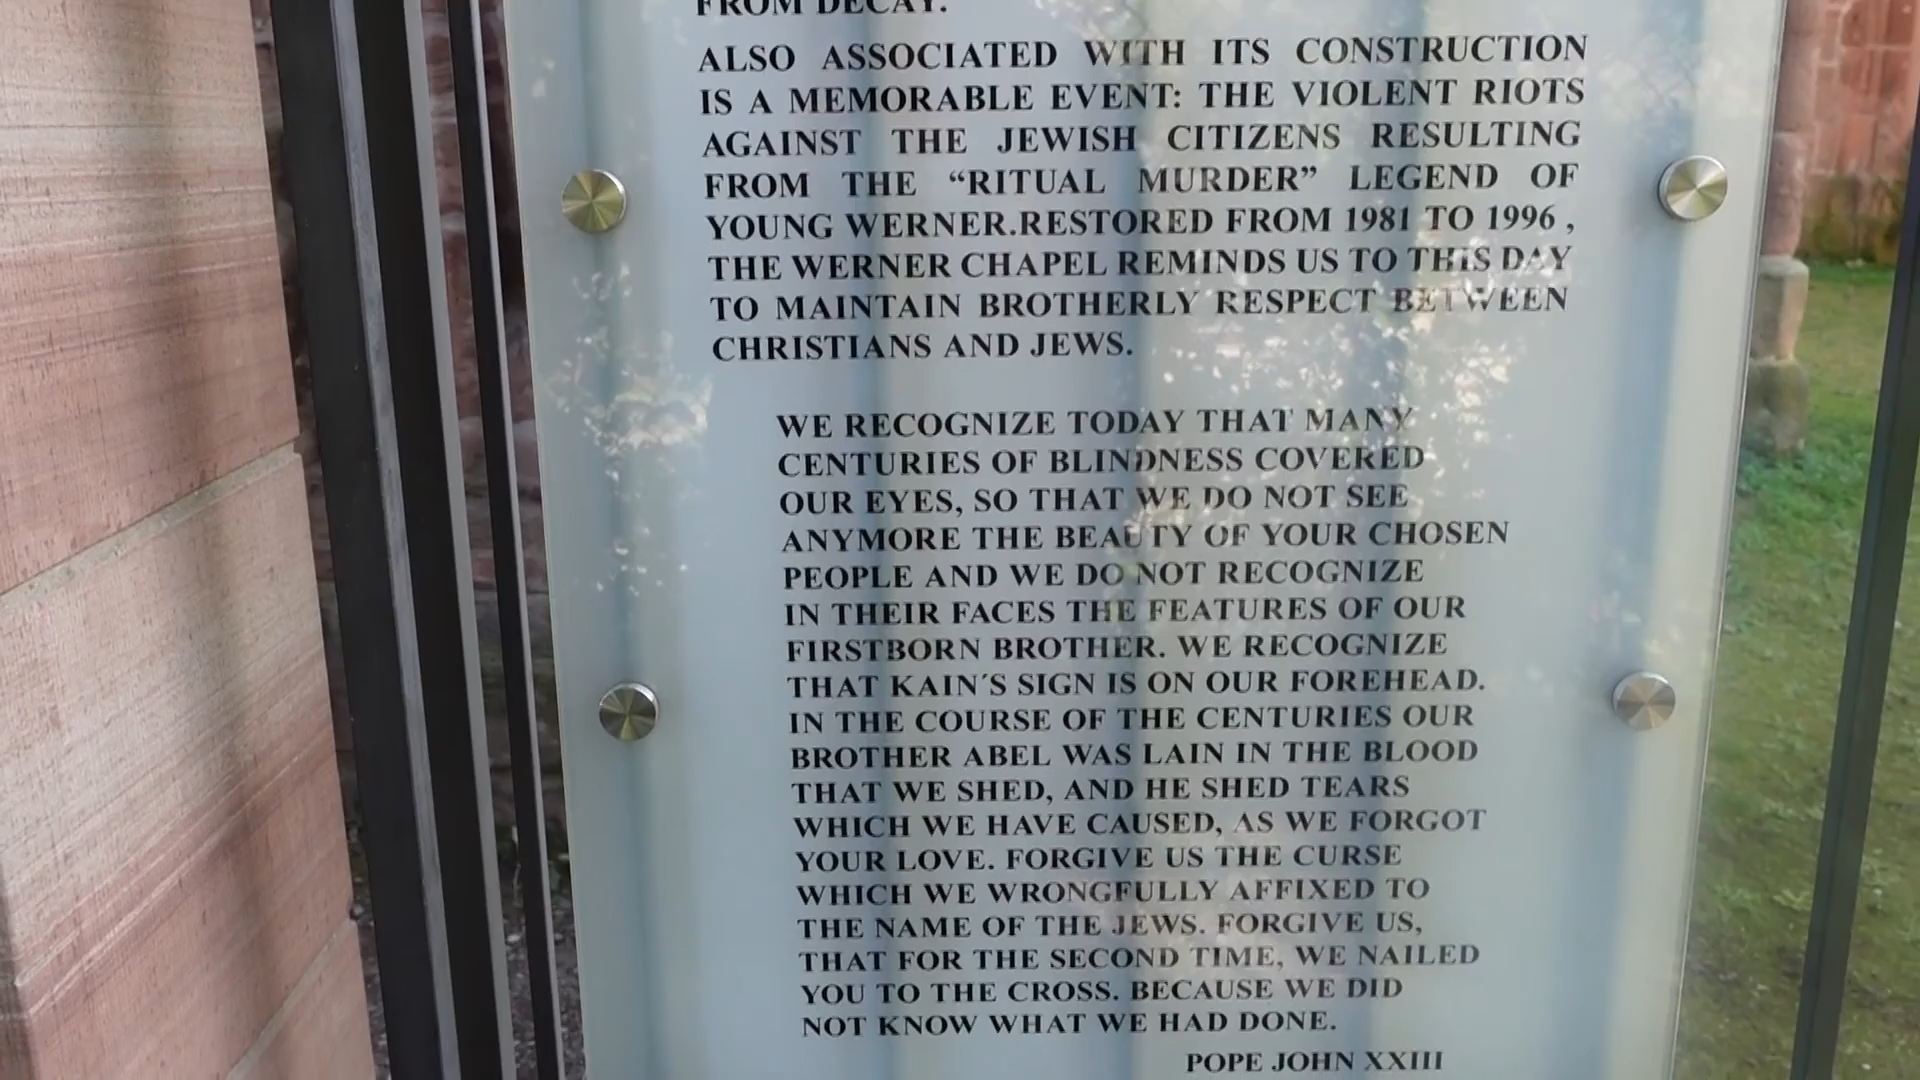 FROM DECAY.
ALSO ASSOCIATED WITH ITS CONSTRUCTION
IS A MEMORABLE EVENT: THE VIOLENT RIOTS
AGAINST THE JEWISH CITIZENS RESULTING
FROM THE “RITUAL MURDER” LEGEND OF
YOUNG WERNER.RESTORED FROM 1981 TO 1996 ,
THE WERNER CHAPEL REMINDS US TO THIS DAY
TO MAINTAIN BROTHERLY RESPECT BETWEEN
CHRISTIANS AND JEWS.
WE RECOGNIZE TODAY THAT MANY
CENTURIES OF BLINDNESS COVERED
OUR EYES, SO THAT WE DO NOT SEE
ANYMORE THE BEAUTY OF YOUR CHOSEN
PEOPLE AND WE DO NOT RECOGNIZE
IN THEIR FACES THE FEATURES OF OUR
FIRSTBORN BROTHER. WE RECOGNIZE
THAT KAIN´S SIGN IS ON OUR FOREHEAD.
IN THE COURSE OF THE CENTURIES OUR
BROTHER ABEL WAS LAIN IN THE BLOOD
THAT WE SHED, AND HE SHED TEARS
WHICH WE HAVE CAUSED, AS WE FORGOT
YOUR LOVE. FORGIVE US THE CURSE
WHICH WE WRONGFULLY AFFIXED TO
THE NAME OF THE JEWS. FORGIVE US,
THAT FOR THE SECOND TIME, WE NAILED
YOU TO THE CROSS. BECAUSE WE DID
NOT KNOW WHAT WE HAD DONE.
POPE JOHN XXIII